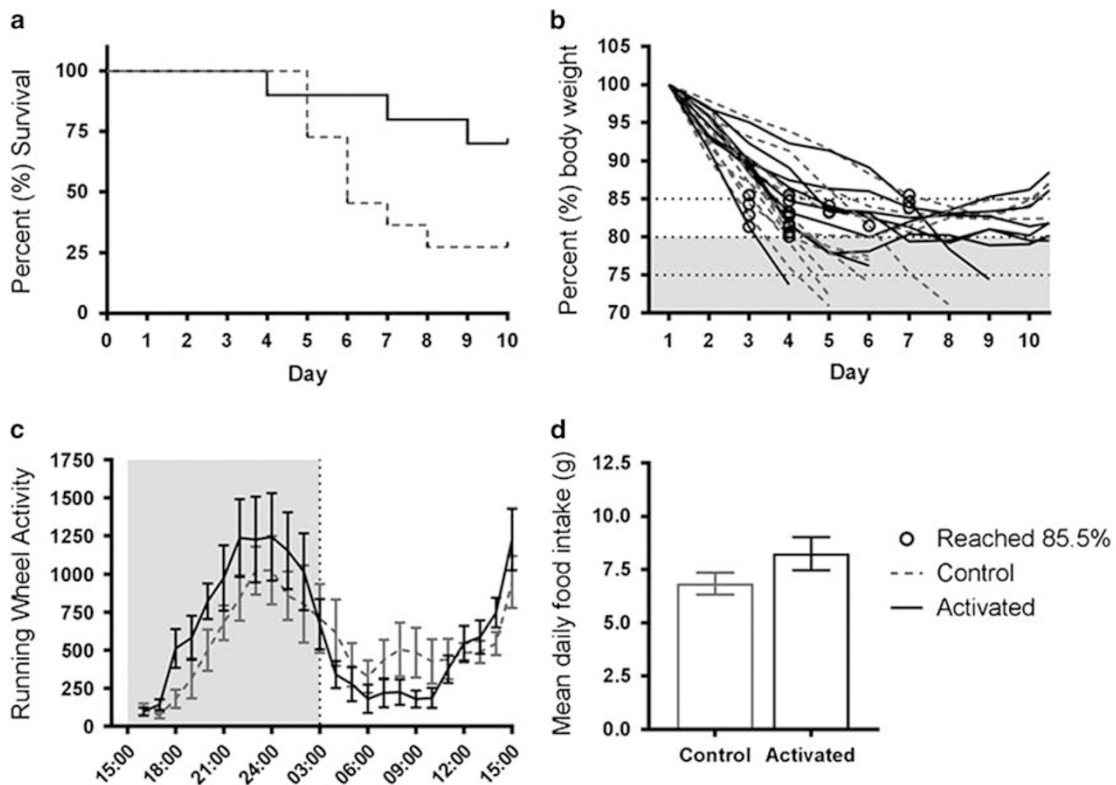 a
Percent (%) Survival
100
75
50
25
0
0 1 2 3 4 5 6 7 8 9 10
Day
b
Percent (%) body weight
105
100
95
90
85
80
75
70
1 2 3 4 5 6 7 8 9 10
Day
c
Running Wheel Activity
1750
1500
1250
1000
750
500
250
0
15:00 18:00 21:00 24:00 03:00 06:00 09:00 12:00 15:00
d
Mean daily food intake (g)
12.5
10.0
7.5
5.0
2.5
0.0
Control Activated
Reached 85.5%
Control
Activated